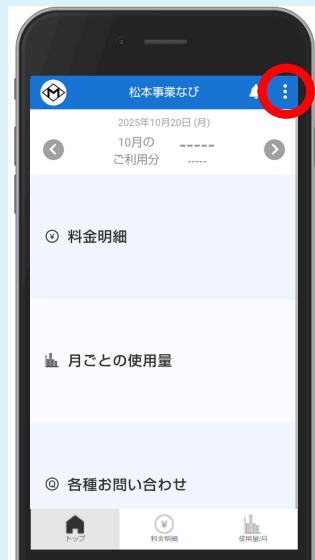 松本事業なび
2025年10月20日 (月)
10月の
ご利用分
-----
-----
料金明細
月ごとの使用量
各種お問い合わせ
トップ
料金明細
使用量/月